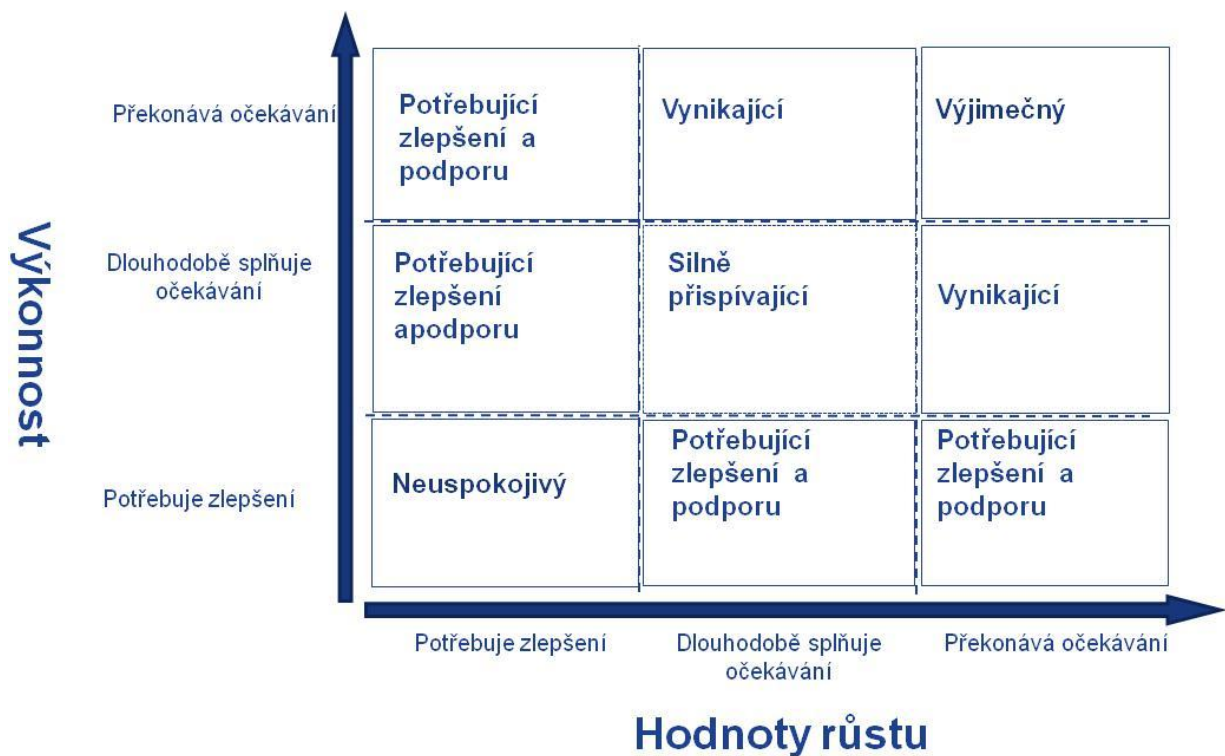 Výkonnost
Překonává očekávání
Potřebující
zlepšení a
podporu
Vynikající
Výjimečný
Dlouhodobě splňuje
očekávání
Potřebující
zlepšení
apodporu
Silně
přispívající
Vynikající
Potřebuje zlepšení
Neuspokojivý
Potřebující
zlepšení a
podporu
Potřebující
zlepšení a
podporu
Potřebuje zlepšení
Dlouhodobě splňuje
očekávání
Překonává očekávání
Hodnoty růstu